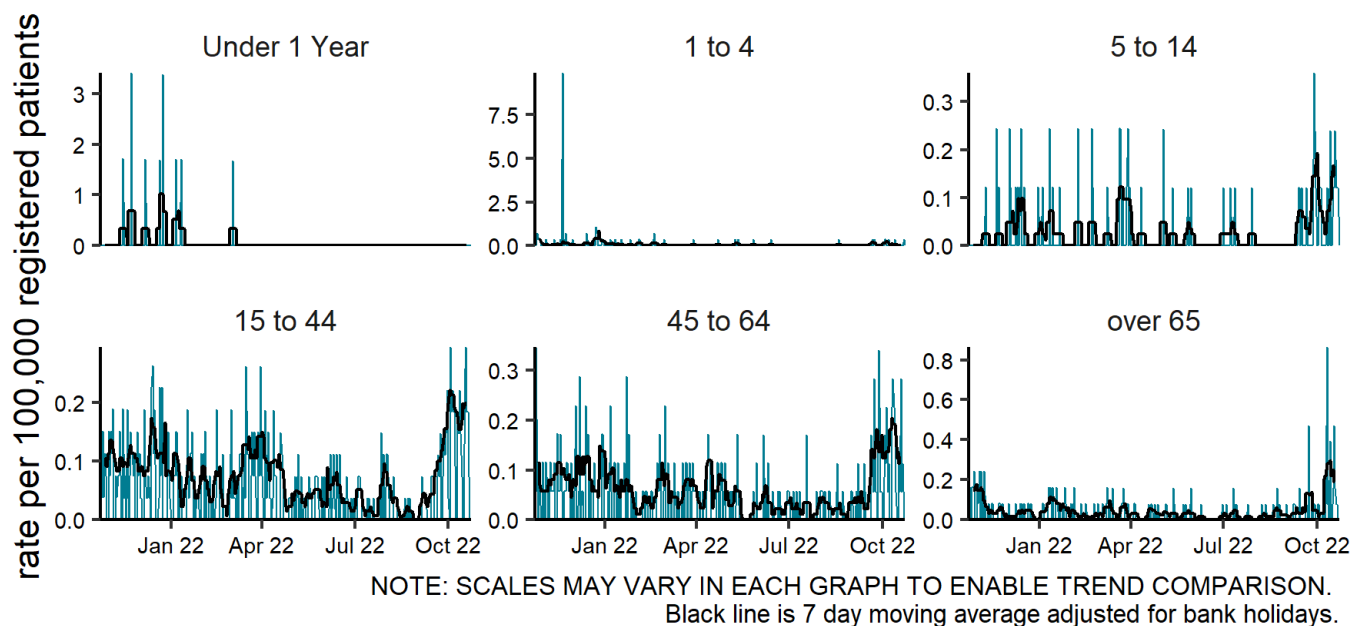 rate per 100,000 registered patients
Under 1 Year
1 to 4
5 to 14
3
2
1
0
7.5
5.0
2.5
0.0
0.3
0.2
0.1
0.0
15 to 44
45 to 64
over 65
0.2
0.1
0.0
0.3
0.2
0.1
0.0
0.8
0.6
0.4
0.2
0.0
Jan 22 Apr 22 Jul 22 Oct 22
Jan 22 Apr 22 Jul 22 Oct 22
Jan 22 Apr 22 Jul 22 Oct 22
NOTE: SCALES MAY VARY IN EACH GRAPH TO ENABLE TREND COMPARISON.
Black line is 7 day moving average adjusted for bank holidays.